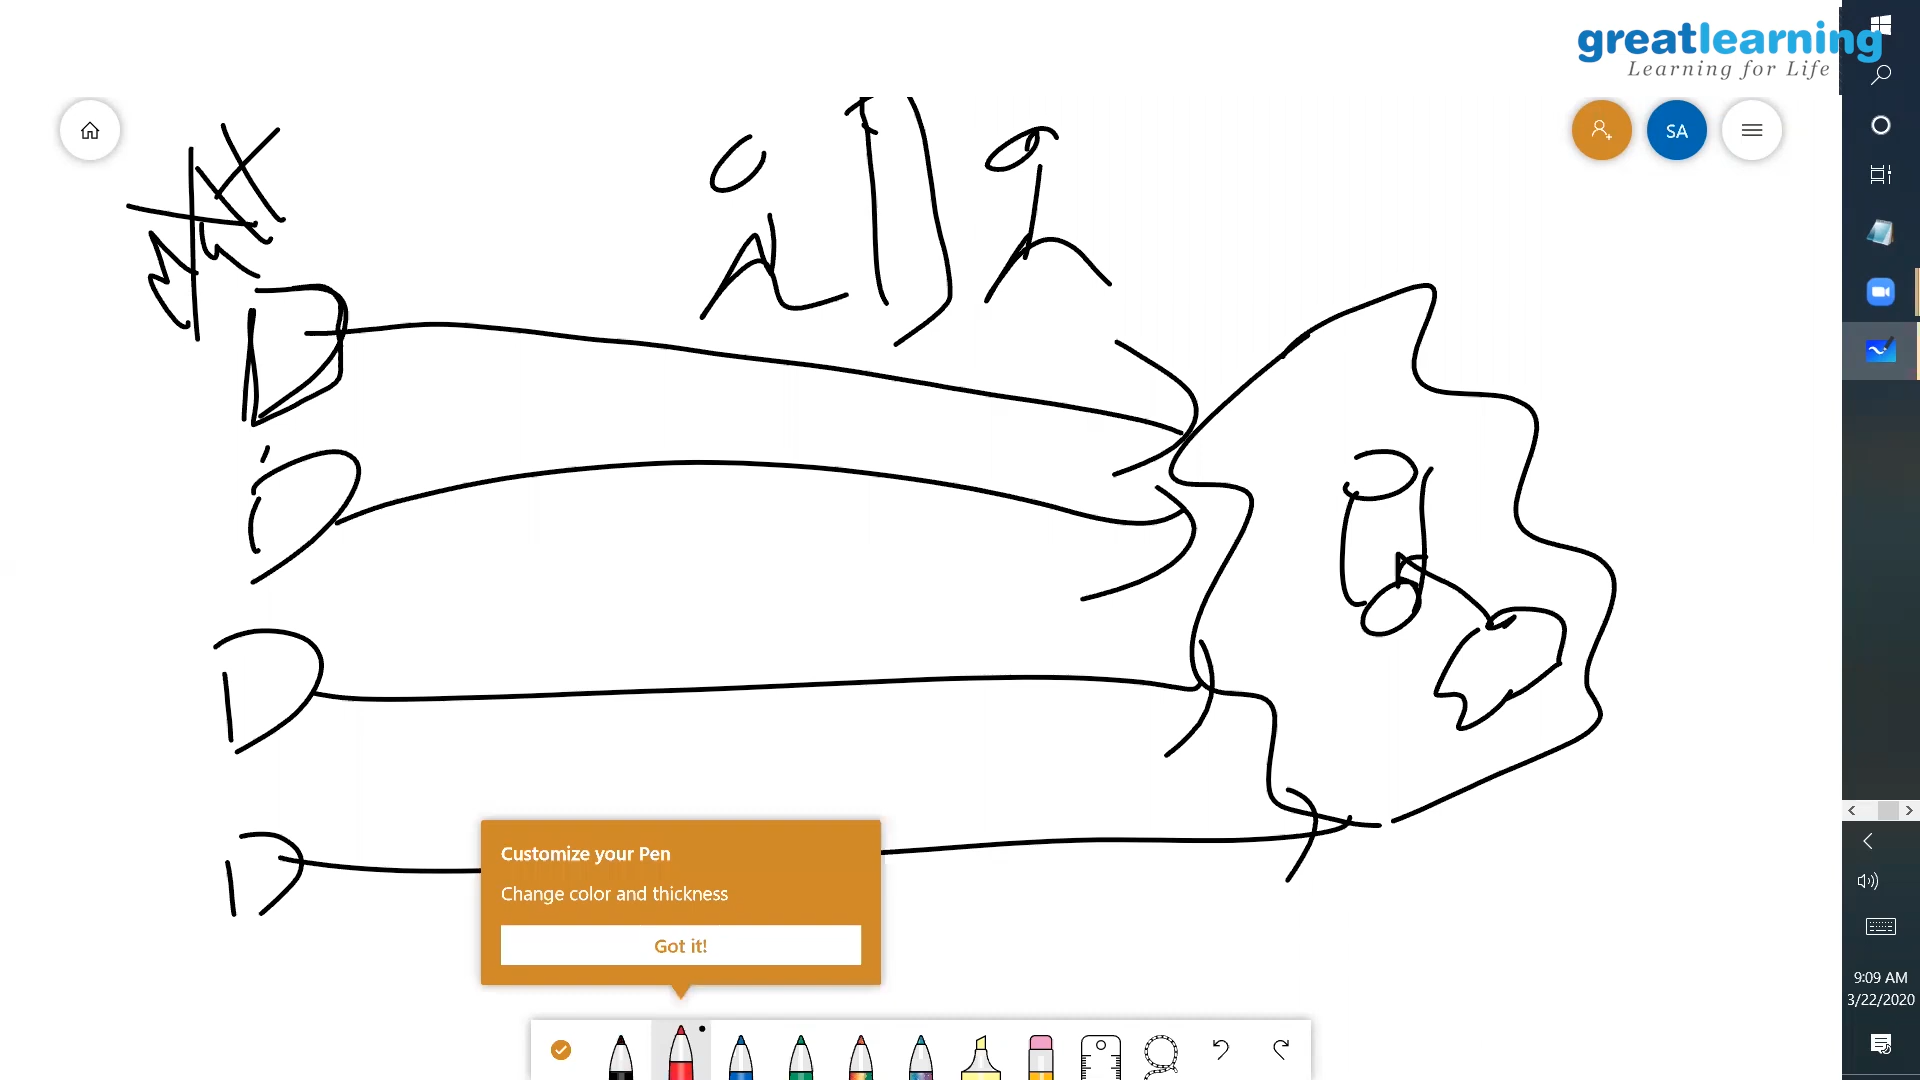 greatlearning
Learning for Life
SA
D
D
D
D
Customize your Pen
Change color and thickness
Got it!
9:09 AM
3/22/2020